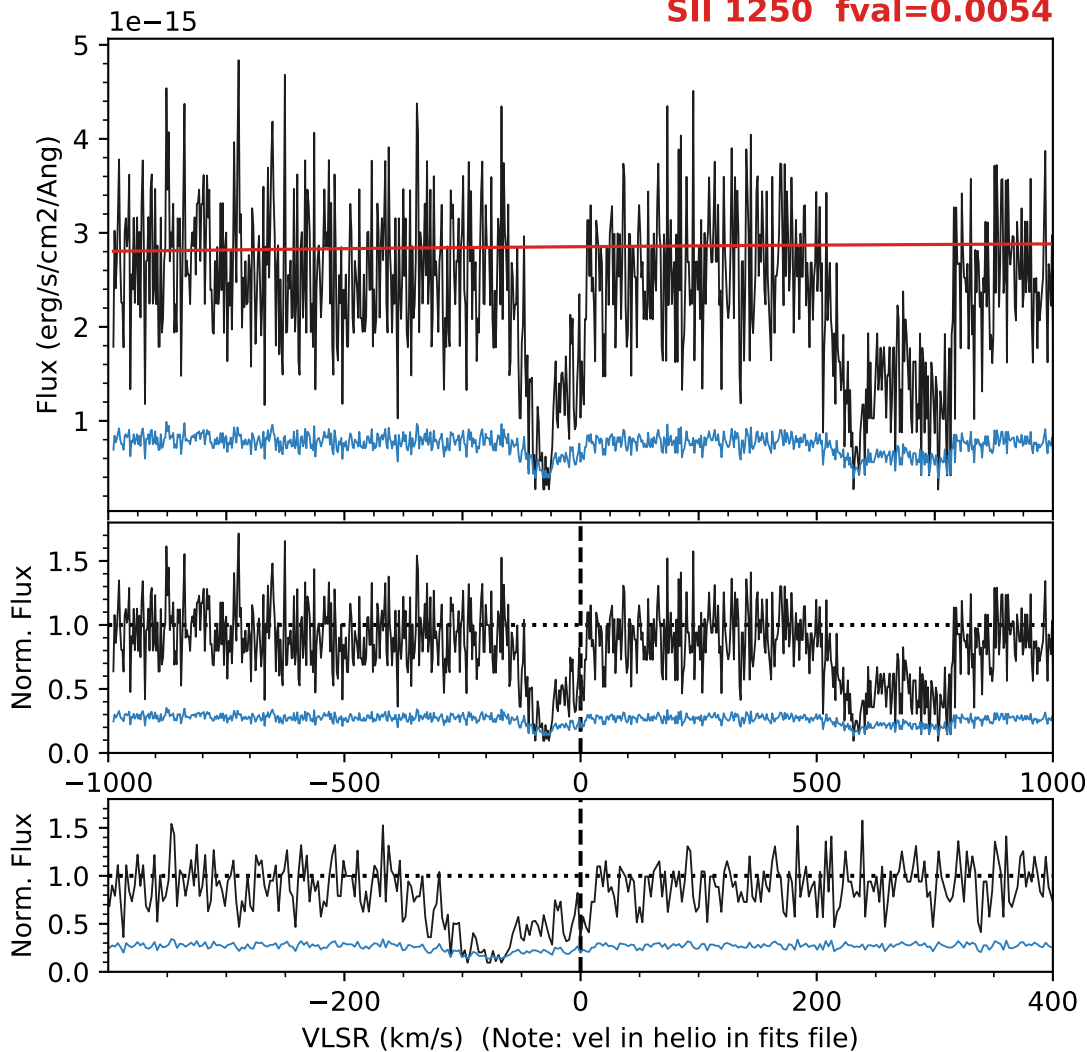 SII 1250 fval=0.0054
1e−15
5
4
3
2
1
Flux (erg/s/cm2/Ang)
1.5
1.0
0.5
0.0
Norm. Flux
−1000 −500 0 500 1000
1.5
1.0
0.5
0.0
Norm. Flux
−200 0 200 400
VLSR (km/s) (Note: vel in helio in fits file)